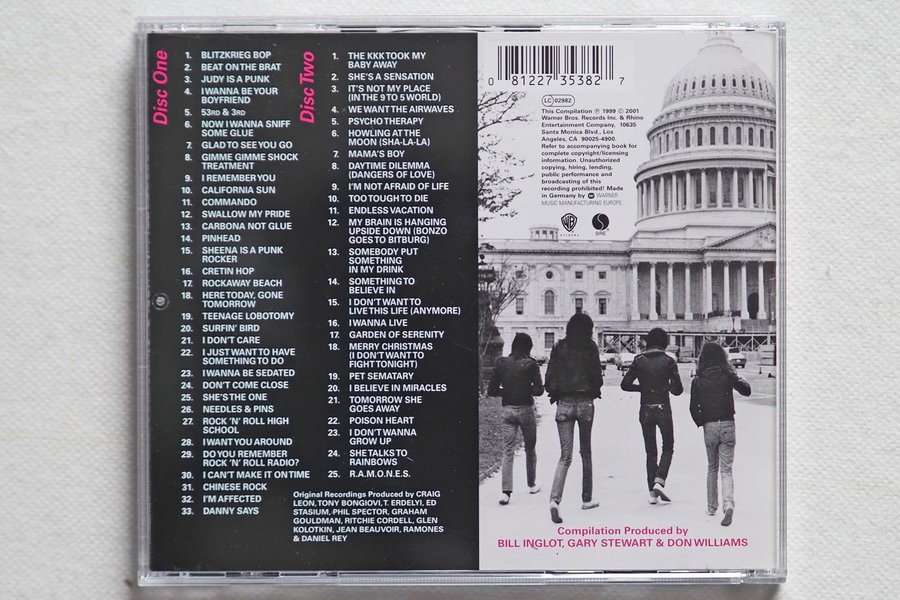 Disc One
1. BLITZKRIEG BOP
2. BEAT ON THE BRAT
3. JUDY IS A PUNK
4. I WANNA BE YOUR
BOYFRIEND
5. 53RD & 3RD
6. NOW I WANNA SNIFF
SOME GLUE
7. GLAD TO SEE YOU GO
8. GIMME GIMME SHOCK
TREATMENT
9. I REMEMBER YOU
10. CALIFORNIA SUN
11. COMMANDO
12. SWALLOW MY PRIDE
13. CARBONA NOT GLUE
14. PINHEAD
15. SHEENA IS A PUNK
ROCKER
16. CRETIN HOP
17. ROCKAWAY BEACH
18. HERE TODAY, GONE
TOMORROW
19. TEENAGE LOBOTOMY
20. SURFIN' BIRD
21. I DON'T CARE
22. I JUST WANT TO HAVE
SOMETHING TO DO
23. I WANNA BE SEDATED
24. DON'T COME CLOSE
25. SHE'S THE ONE
26. NEEDLES & PINS
27. ROCK 'N' ROLL HIGH
SCHOOL
28. I WANT YOU AROUND
29. DO YOU REMEMBER
ROCK 'N' ROLL RADIO?
30. I CAN'T MAKE IT ON TIME
31. CHINESE ROCK
32. I'M AFFECTED
33. DANNY SAYS
Disc Two
1. THE KKK TOOK MY
BABY AWAY
2. SHE'S A SENSATION
3. IT'S NOT MY PLACE
(IN THE 9 TO 5 WORLD)
4. WE WANT THE AIRWAVES
5. PSYCHO THERAPY
6. HOWLING AT THE
MOON (SHA-LA-LA)
7. MAMA'S BOY
8. DAYTIME DILEMMA
(DANGERS OF LOVE)
9. I'M NOT AFRAID OF LIFE
10. TOO TOUGH TO DIE
11. ENDLESS VACATION
12. MY BRAIN IS HANGING
UPSIDE DOWN (BONZO
GOES TO BITBURG)
13. SOMEBODY PUT
SOMETHING
IN MY DRINK
14. SOMETHING TO
BELIEVE IN
15. I DON'T WANT TO
LIVE THIS LIFE (ANYMORE)
16. I WANNA LIVE
17. GARDEN OF SERENITY
18. MERRY CHRISTMAS
(I DON'T WANT TO
FIGHT TONIGHT)
19. PET SEMATARY
20. I BELIEVE IN MIRACLES
21. TOMORROW SHE
GOES AWAY
22. POISON HEART
23. I DON'T WANNA
GROW UP
24. SHE TALKS TO
RAINBOWS
25. R.A.M.O.N.E.S.
Original Recordings Produced by CRAIG
LEON, TONY BONGIOVI, T. ERDELYI, ED
STASIUM, PHIL SPECTOR, GRAHAM
GOULDMAN, RITCHIE CORDELL, GLEN
KOLOTKIN, JEAN BEAUVOIR, RAMONES
& DANIEL REY
0 81227 35382 7
LC 02982
This Compilation ℗ 1999 © 2001
Warner Bros. Records Inc. & Rhino
Entertainment Company, 10635
Santa Monica Blvd., Los
Angeles, CA 90025-4900.
Refer to accompanying book for
complete copyright/licensing
information. Unauthorized
copying, hiring, lending,
public performance and
broadcasting of this
recording prohibited! Made
in Germany by WARNER
MUSIC MANUFACTURING EUROPE.
WB
RECORDS
SIRE
Compilation Produced by
BILL INGLOT, GARY STEWART & DON WILLIAMS